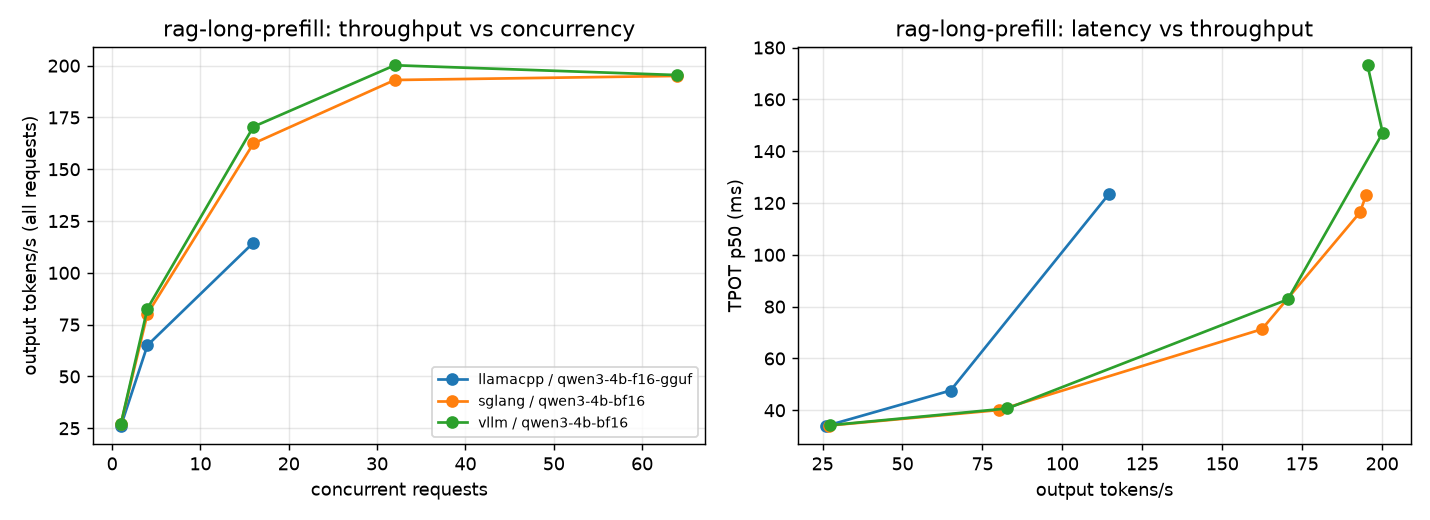 rag-long-prefill: throughput vs concurrency
200
175
150
125
100
75
50
25
output tokens/s (all requests)
0 10 20 30 40 50 60
concurrent requests
llamacpp / qwen3-4b-f16-gguf
sglang / qwen3-4b-bf16
vllm / qwen3-4b-bf16
rag-long-prefill: latency vs throughput
180
160
140
120
100
80
60
40
TPOT p50 (ms)
25 50 75 100 125 150 175 200
output tokens/s